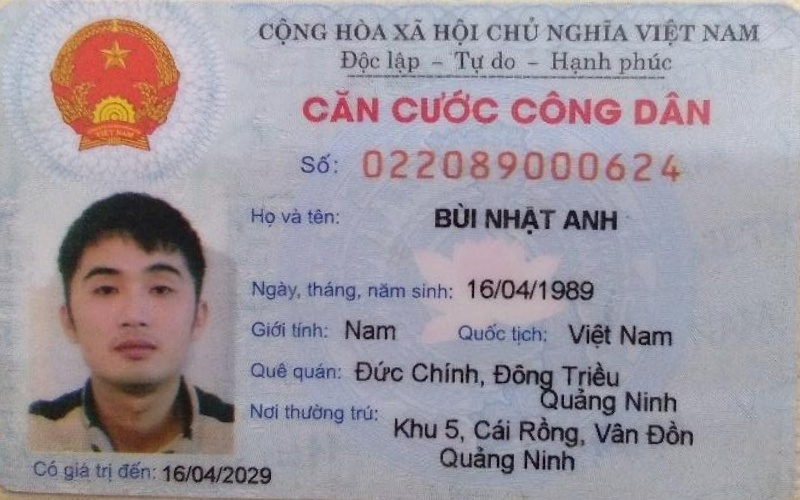 CỘNG HÒA XÃ HỘI CHỦ NGHĨA VIỆT NAM
Độc lập – Tự do – Hạnh phúc
CĂN CƯỚC CÔNG DÂN
Số: 022089000624
Họ và tên: BÙI NHẬT ANH
Ngày, tháng, năm sinh: 16/04/1989
Giới tính: Nam Quốc tịch: Việt Nam
Quê quán: Đức Chính, Đông Triều
Quảng Ninh
Nơi thường trú: Khu 5, Cái Rồng, Vân Đồn
Quảng Ninh
Có giá trị đến: 16/04/2029
VIỆT NAM